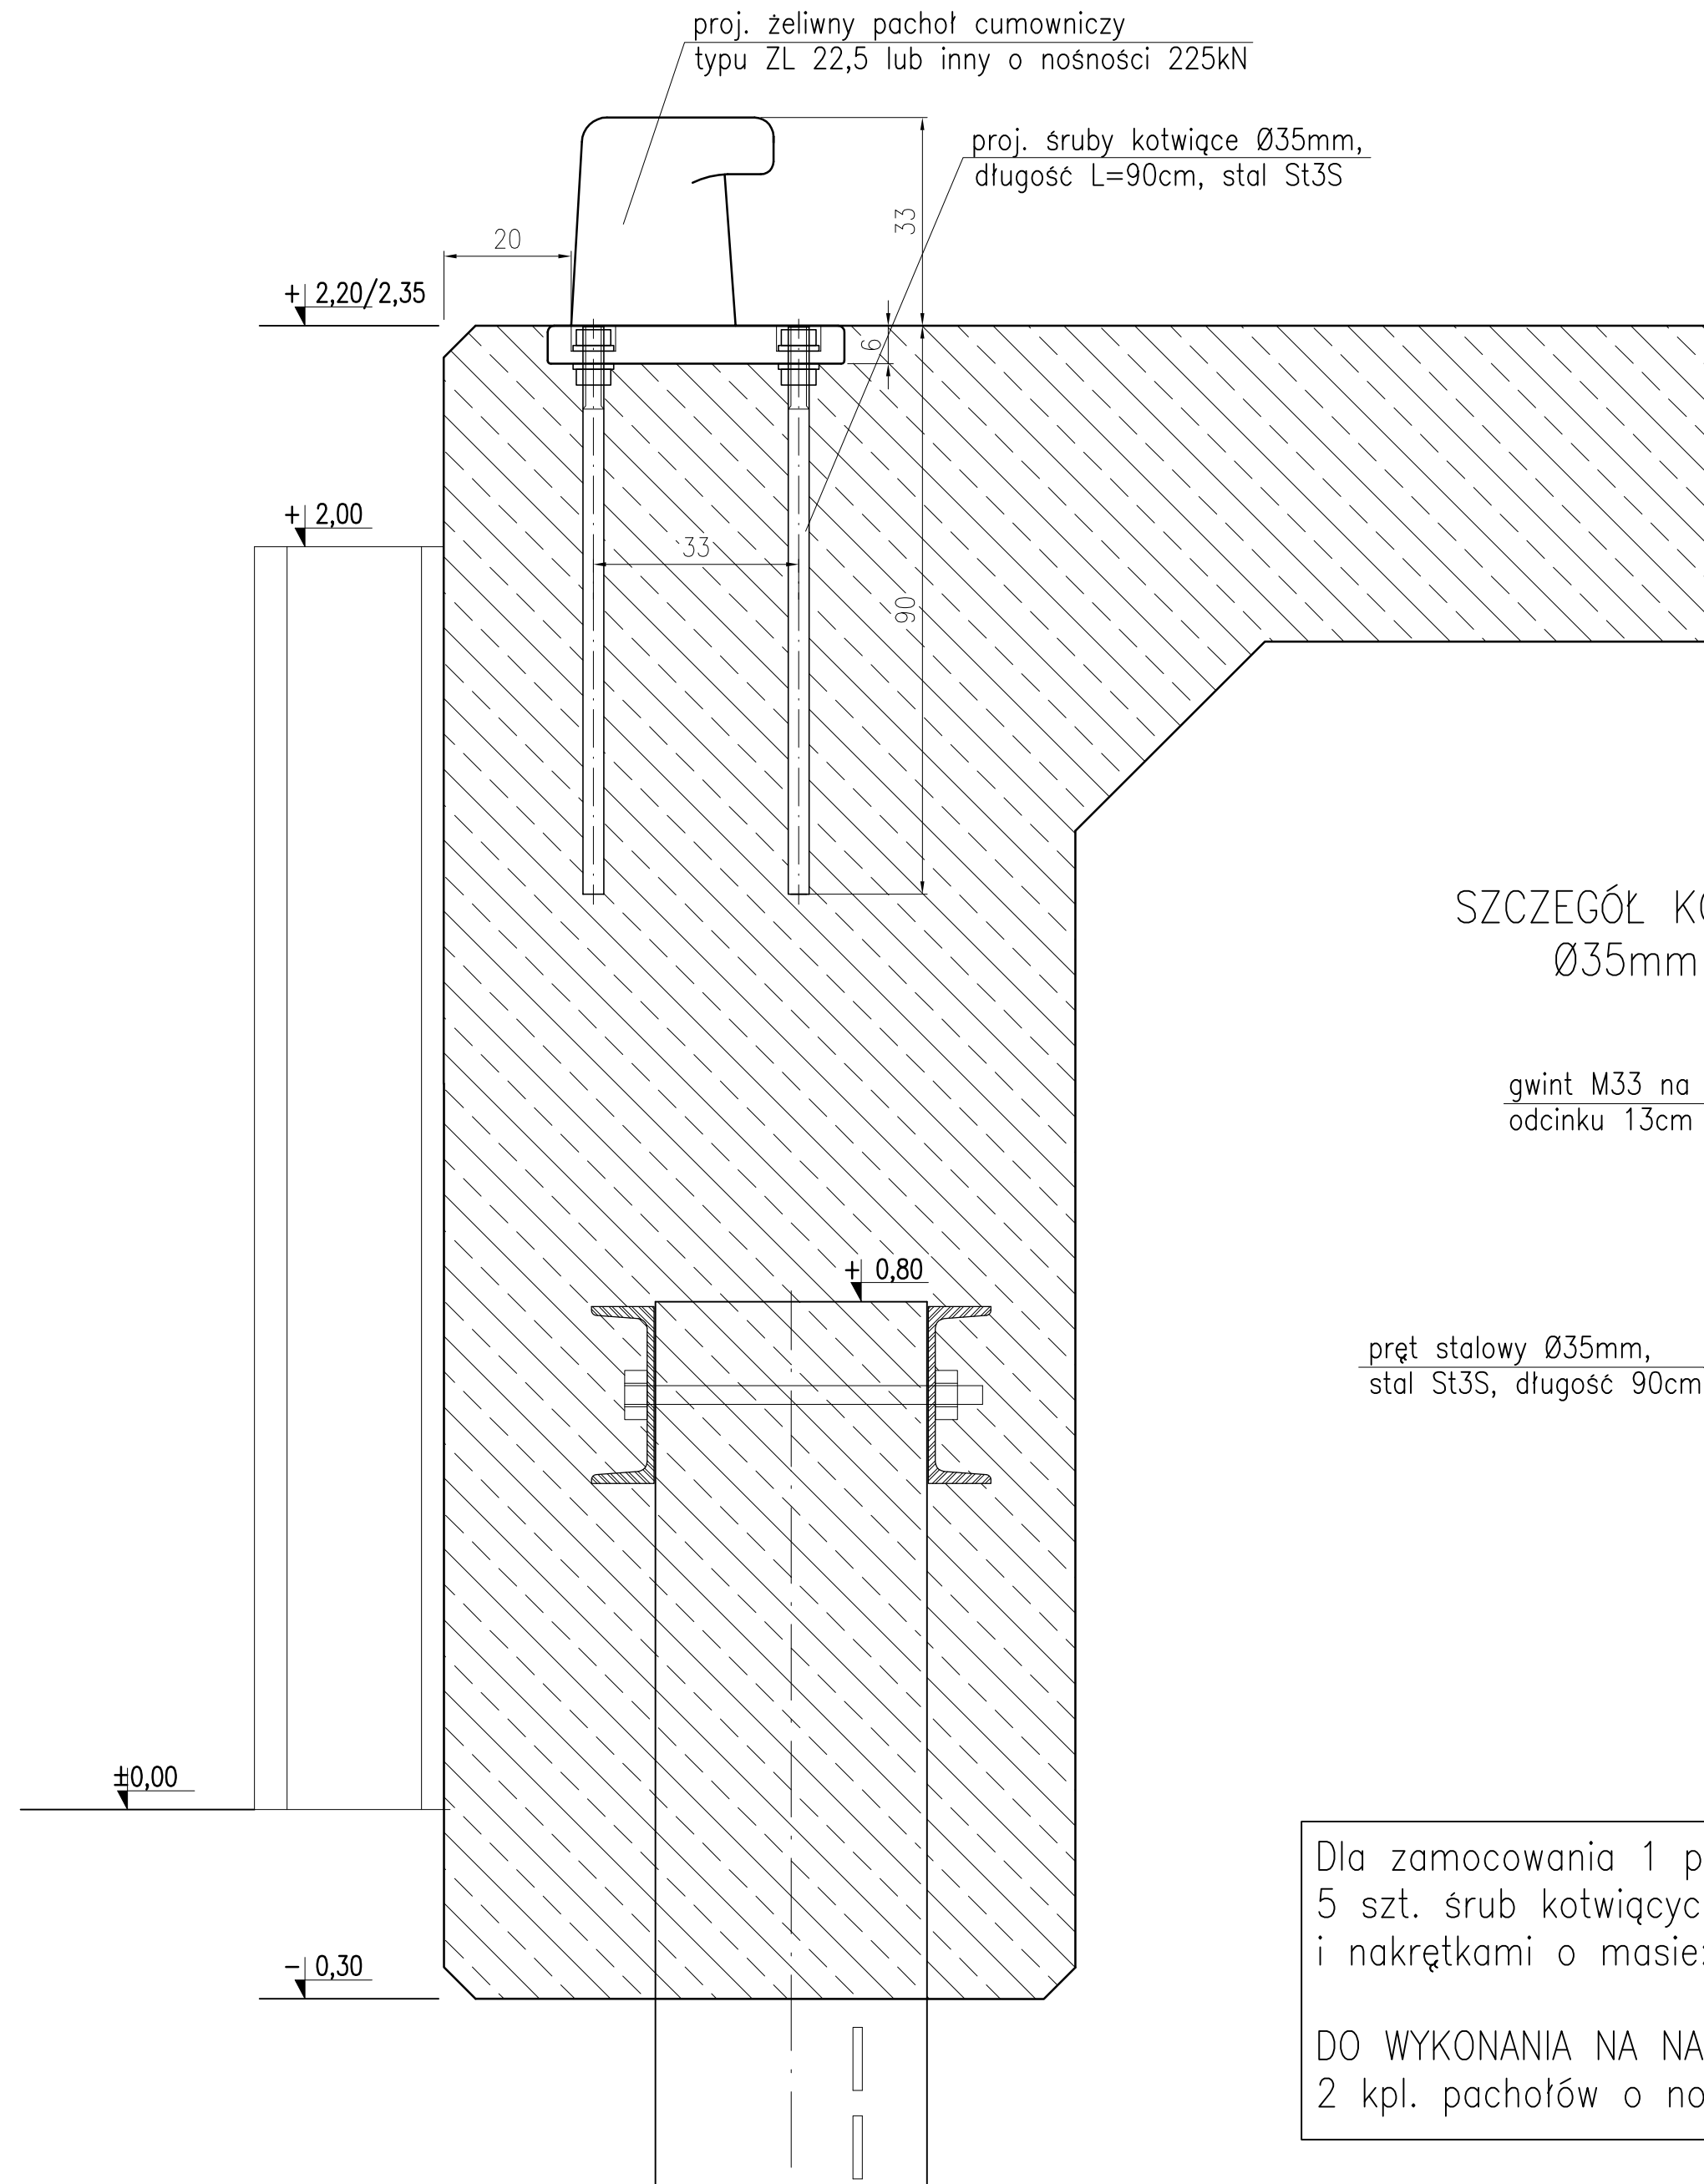 proj. żeliwny pachoł cumowniczy
typu ZL 22,5 lub inny o nośności 225kN
proj. śruby kotwiące Ø35mm,
długość L=90cm, stal St3S
33
20
+ 2,20/2,35
6
+ 2,00
33
90
SZCZEGÓŁ KO
Ø35mm
gwint M33 na
odcinku 13cm
+ 0,80
pręt stalowy Ø35mm,
stal St3S, długość 90cm
±0,00
Dla zamocowania 1 p
5 szt. śrub kotwiącyc
i nakrętkami o masie:
- 0,30
DO WYKONANIA NA NA
2 kpl. pachołów o no